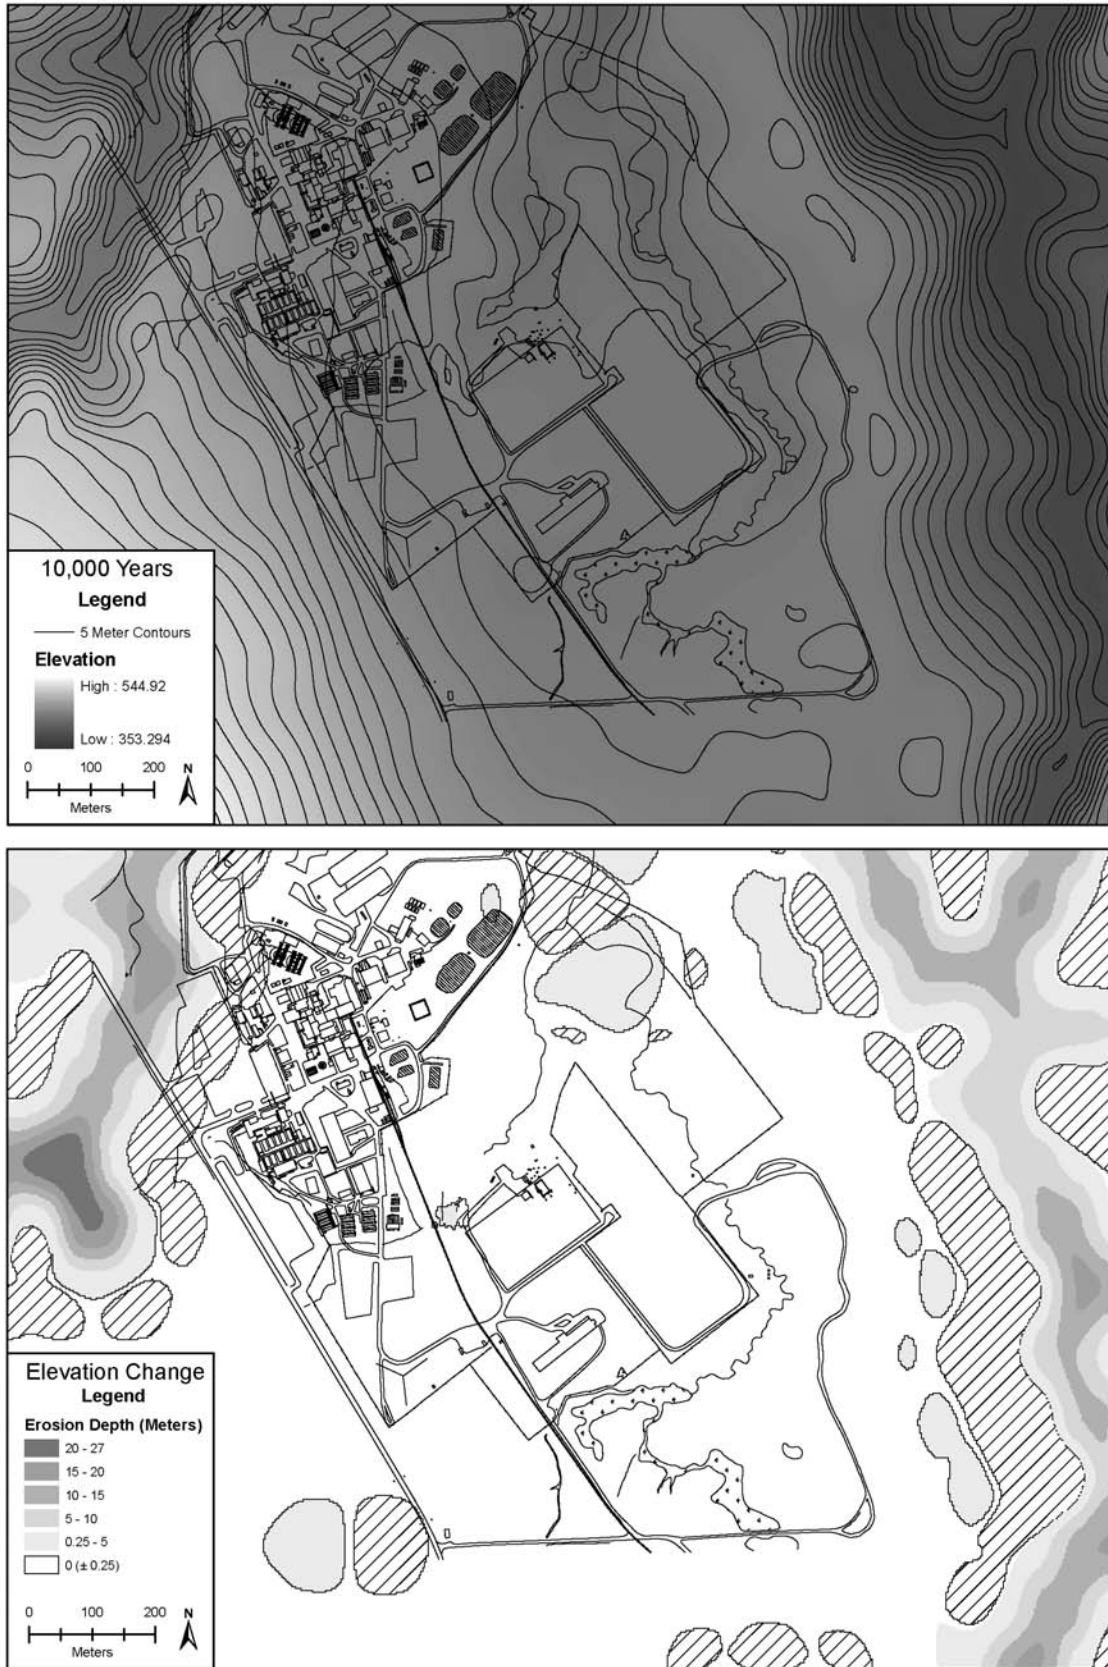 10,000 Years
Legend
5 Meter Contours
Elevation
High : 544.92
Low : 353.294
0 100 200
N
Meters
Elevation Change
Legend
Erosion Depth (Meters)
20 - 27
15 - 20
10 - 15
5 - 10
0.25 - 5
0 (± 0.25)
0 100 200
N
Meters